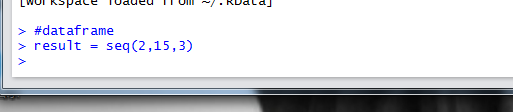 [Workspace loaded from ~/.RData]
> #dataframe
> result = seq(2,15,3)
>